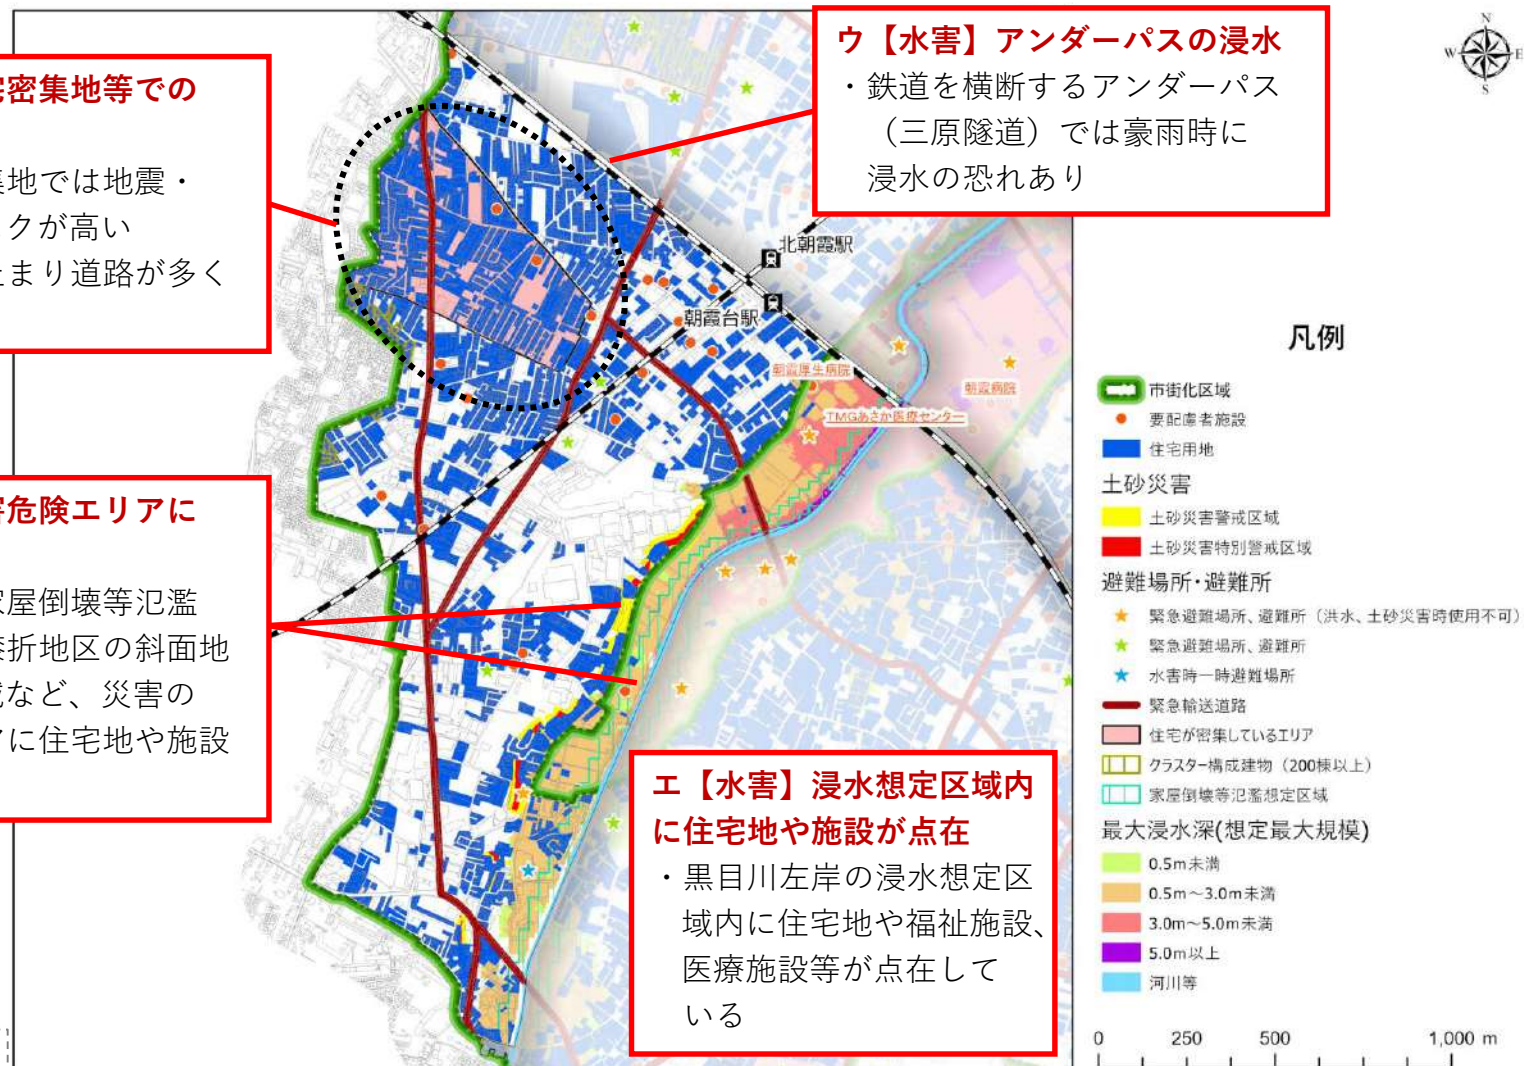 宅密集地等での
集地では地震・
スクが高い
止まり道路が多く
ウ【水害】アンダーパスの浸水
・鉄道を横断するアンダーパス
（三原隧道）では豪雨時に
浸水の恐れあり
N
W
E
S
北朝霞駅
朝霞台駅
朝霞厚生病院
朝霞病院
TMGあさか医療センター
害危険エリアに
家屋倒壊等氾濫
膝折地区の斜面地
域など、災害の
アに住宅地や施設
エ【水害】浸水想定区域内
に住宅地や施設が点在
・黒目川左岸の浸水想定区
域内に住宅地や福祉施設、
医療施設等が点在して
いる
凡例
市街化区域
要配慮者施設
住宅用地
土砂災害
土砂災害警戒区域
土砂災害特別警戒区域
避難場所・避難所
緊急避難場所、避難所（洪水、土砂災害時使用不可）
緊急避難場所、避難所
水害時一時避難場所
緊急輸送道路
住宅が密集しているエリア
クラスター構成建物（200棟以上）
家屋倒壊等氾濫想定区域
最大浸水深(想定最大規模)
0.5m未満
0.5m～3.0m未満
3.0m～5.0m未満
5.0m以上
河川等
0 250 500 1,000 m